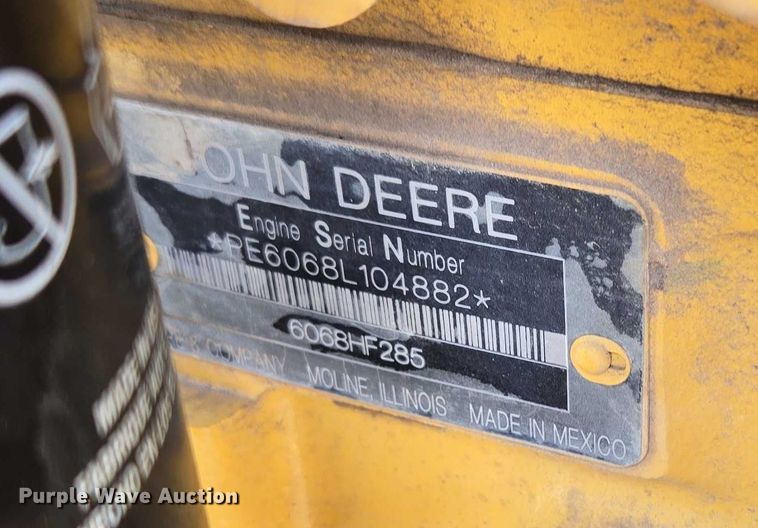 JOHN DEERE
Engine Serial Number
*PE6068L104882*
6068HF285
& COMPANY MOLINE, ILLINOIS MADE IN MEXICO
Purple Wave Auction